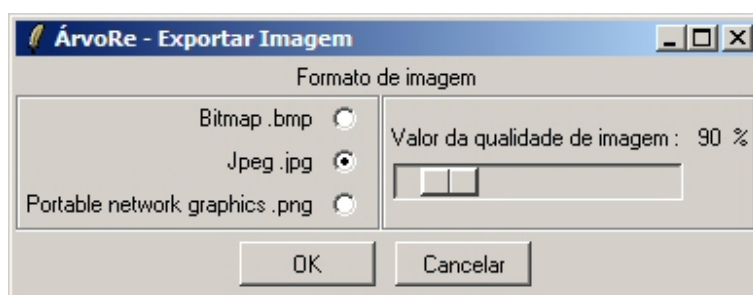 ÁrvoRe - Exportar Imagem
Formato de imagem
Bitmap .bmp
Jpeg .jpg
Portable network graphics .png
Valor da qualidade de imagem : 90 %
OK Cancelar